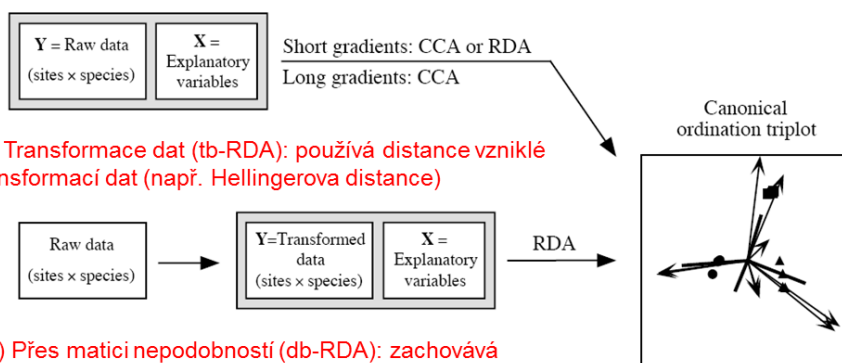 Y = Raw data
(sites × species)
X =
Explanatory
variables
Short gradients: CCA or RDA
Long gradients: CCA
Canonical
ordination triplot
Transformace dat (tb-RDA): používá distance vzniklé
nsformací dat (např. Hellingerova distance)
Raw data
(sites × species)
Y=Transformed
data
(sites × species)
X =
Explanatory
variables
RDA
) Přes matici nepodobností (db-RDA): zachovává